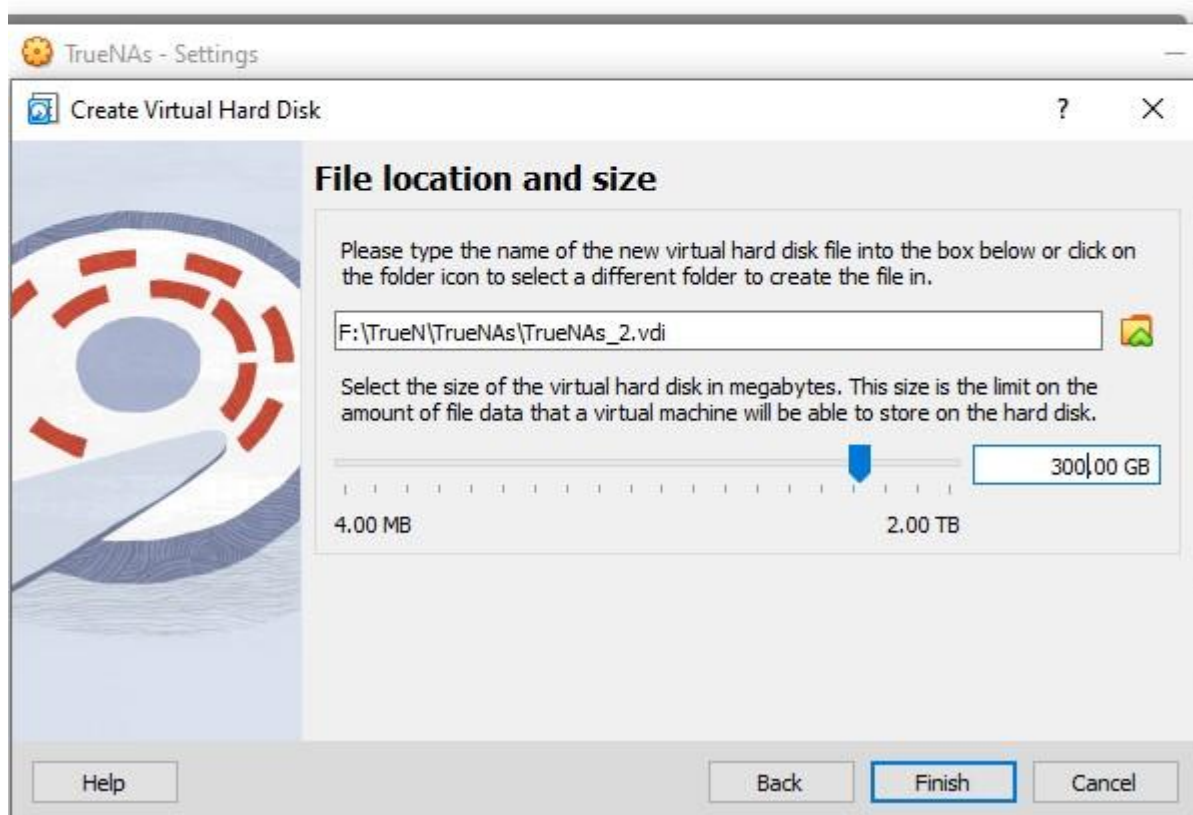 TrueNAs - Settings
Create Virtual Hard Disk
?
File location and size
Please type the name of the new virtual hard disk file into the box below or click on
the folder icon to select a different folder to create the file in.
F:\TrueN\TrueNAs\TrueNAs_2.vdi
Select the size of the virtual hard disk in megabytes. This size is the limit on the
amount of file data that a virtual machine will be able to store on the hard disk.
300.00 GB
4.00 MB 2.00 TB
Help Back Finish Cancel